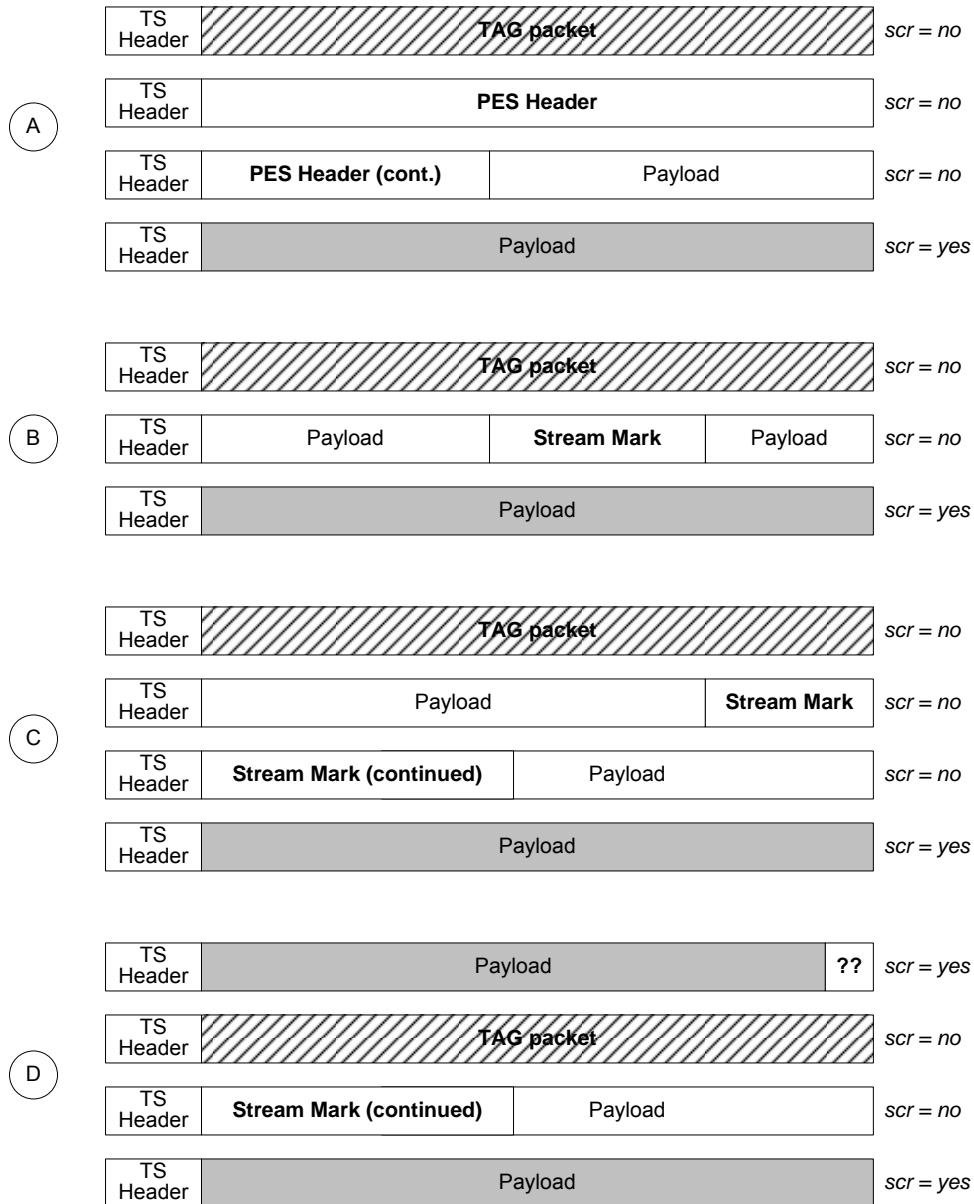 TS
Header
TAG packet
scr = no
A
TS
Header
PES Header
scr = no
TS
Header
PES Header (cont.)
Payload
scr = no
TS
Header
Payload
scr = yes
TS
Header
TAG packet
scr = no
B
TS
Header
Payload
Stream Mark
Payload
scr = no
TS
Header
Payload
scr = yes
TS
Header
TAG packet
scr = no
C
TS
Header
Payload
Stream Mark
scr = no
TS
Header
Stream Mark (continued)
Payload
scr = no
TS
Header
Payload
scr = yes
TS
Header
Payload
??
scr = yes
D
TS
Header
TAG packet
scr = no
TS
Header
Stream Mark (continued)
Payload
scr = no
TS
Header
Payload
scr = yes